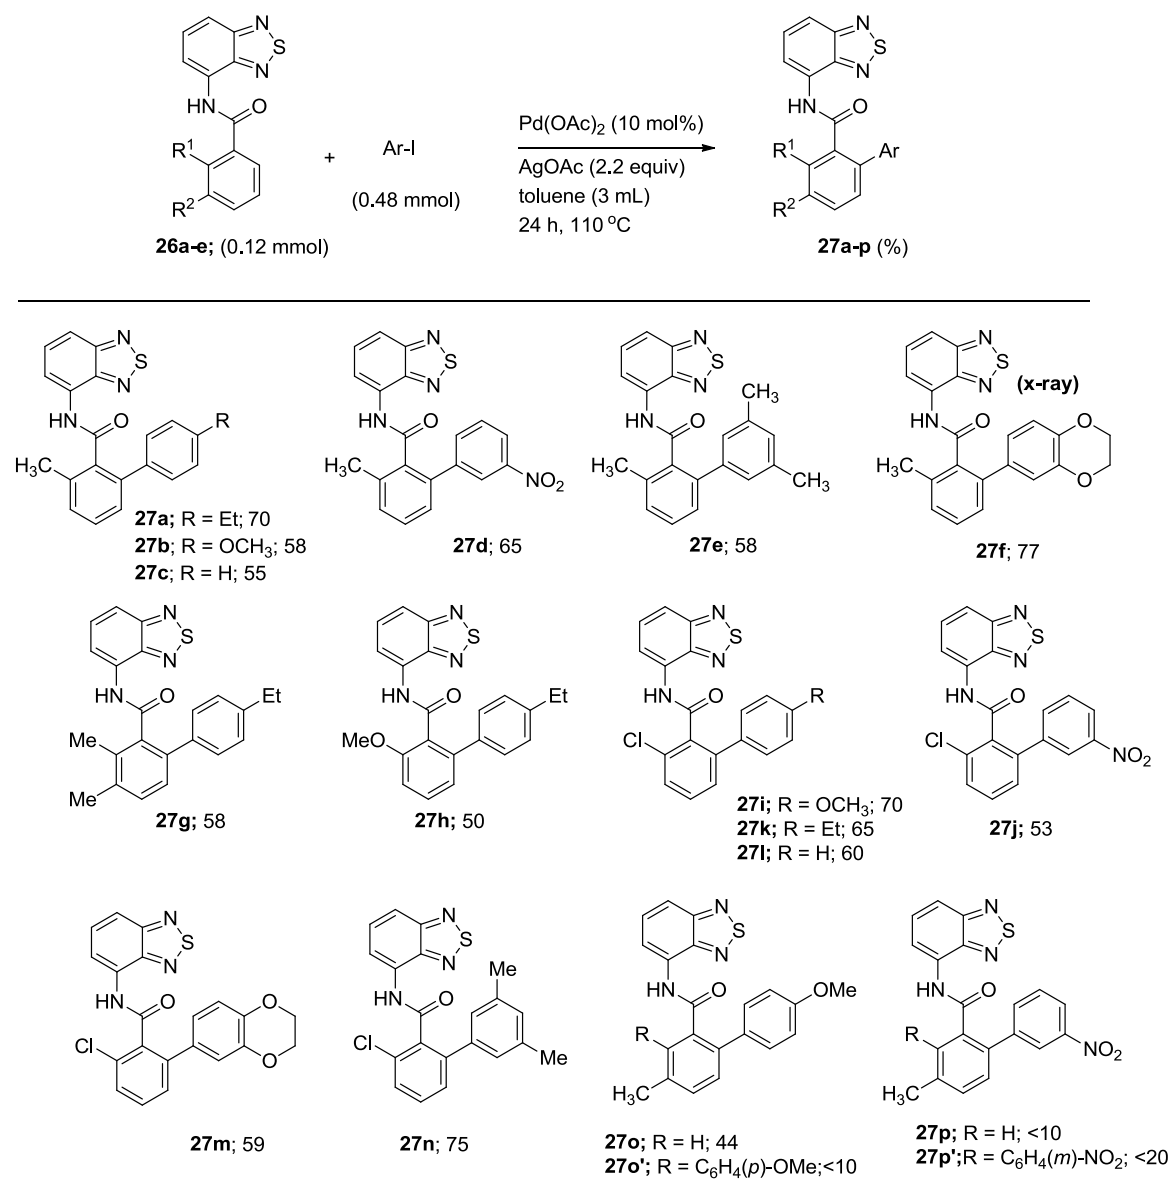 N
S
N
HN
O
R¹
R²
26a-e; (0.12 mmol)
+
Ar-I
(0.48 mmol)
Pd(OAc)₂ (10 mol%)
AgOAc (2.2 equiv)
toluene (3 mL)
24 h, 110 °C
N
S
N
HN
O
R¹
Ar
R²
27a-p (%)
N
S
N
HN
O
R
H₃C
27a; R = Et; 70
27b; R = OCH₃; 58
27c; R = H; 55
N
S
N
HN
O
H₃C
NO₂
27d; 65
N
S
N
CH₃
HN
O
H₃C
CH₃
27e; 58
N
S
N
(x-ray)
HN
O
O
H₃C
O
27f; 77
N
S
N
HN
O
Et
Me
Me
27g; 58
N
S
N
HN
O
Et
MeO
27h; 50
N
S
N
HN
O
R
Cl
27i; R = OCH₃; 70
27k; R = Et; 65
27l; R = H; 60
N
S
N
HN
O
Cl
NO₂
27j; 53
N
S
N
HN
O
O
Cl
O
27m; 59
N
S
N
Me
HN
O
Cl
Me
27n; 75
N
S
N
HN
O
OMe
R
H₃C
27o; R = H; 44
27o'; R = C₆H₄(p)-OMe;<10
N
S
N
HN
O
R
NO₂
H₃C
27p; R = H; <10
27p';R = C₆H₄(m)-NO₂; <20